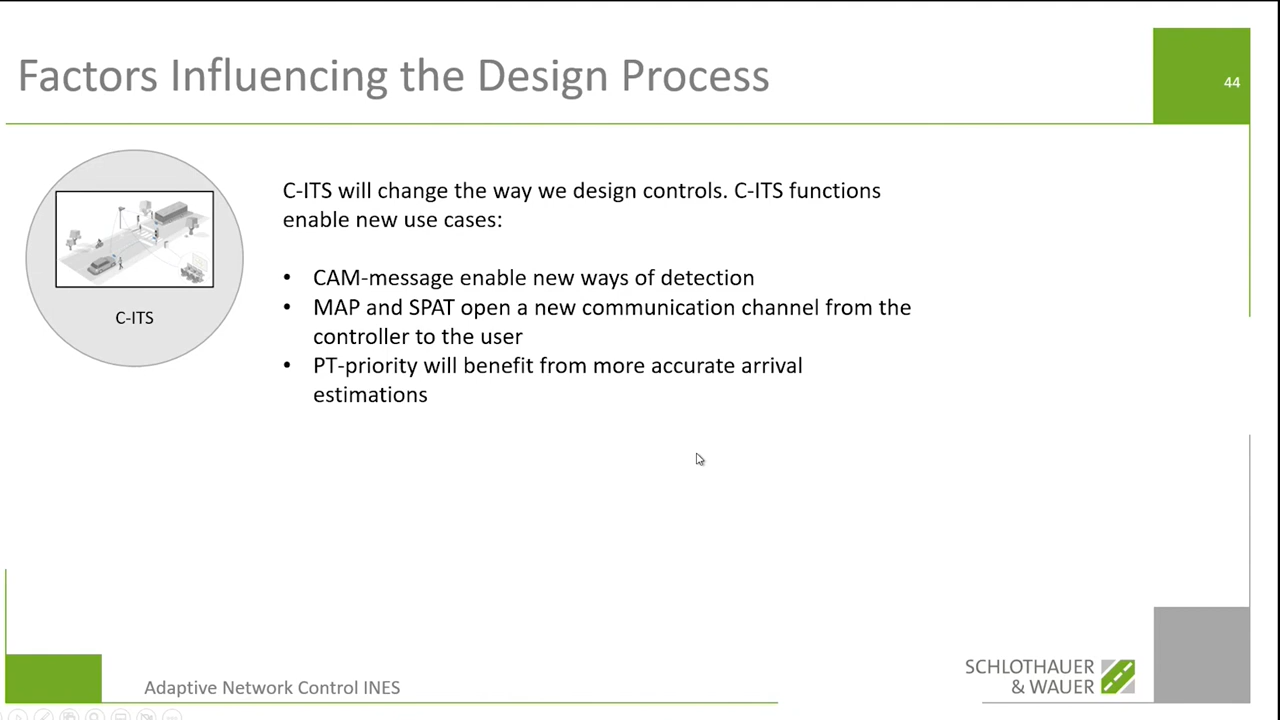 Factors Influencing the Design Process
44
C-ITS will change the way we design controls. C-ITS functions
enable new use cases:
• CAM-message enable new ways of detection
• MAP and SPAT open a new communication channel from the
controller to the user
• PT-priority will benefit from more accurate arrival
estimations
C-ITS
Adaptive Network Control INES
SCHLOTHAUER
& WAUER